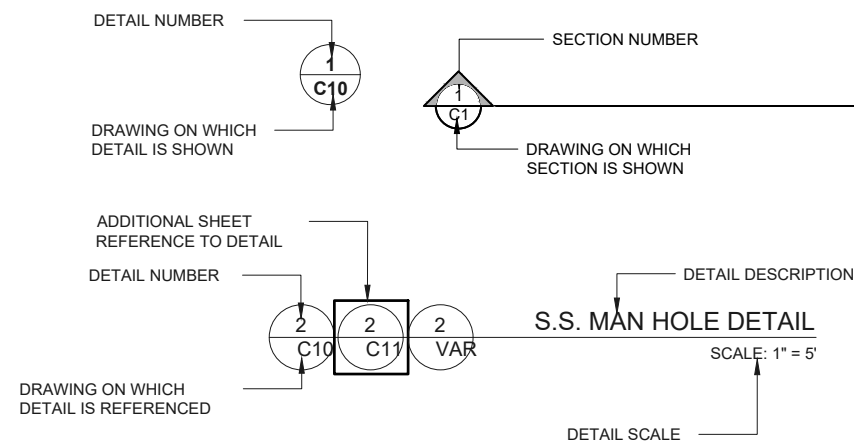 DETAIL NUMBER
1
C10
DRAWING ON WHICH
DETAIL IS SHOWN
SECTION NUMBER
1
C1
DRAWING ON WHICH
SECTION IS SHOWN
ADDITIONAL SHEET
REFERENCE TO DETAIL
DETAIL NUMBER
2
C10
2
C11
2
VAR
DRAWING ON WHICH
DETAIL IS REFERENCED
DETAIL DESCRIPTION
S.S. MAN HOLE DETAIL
SCALE: 1" = 5'
DETAIL SCALE